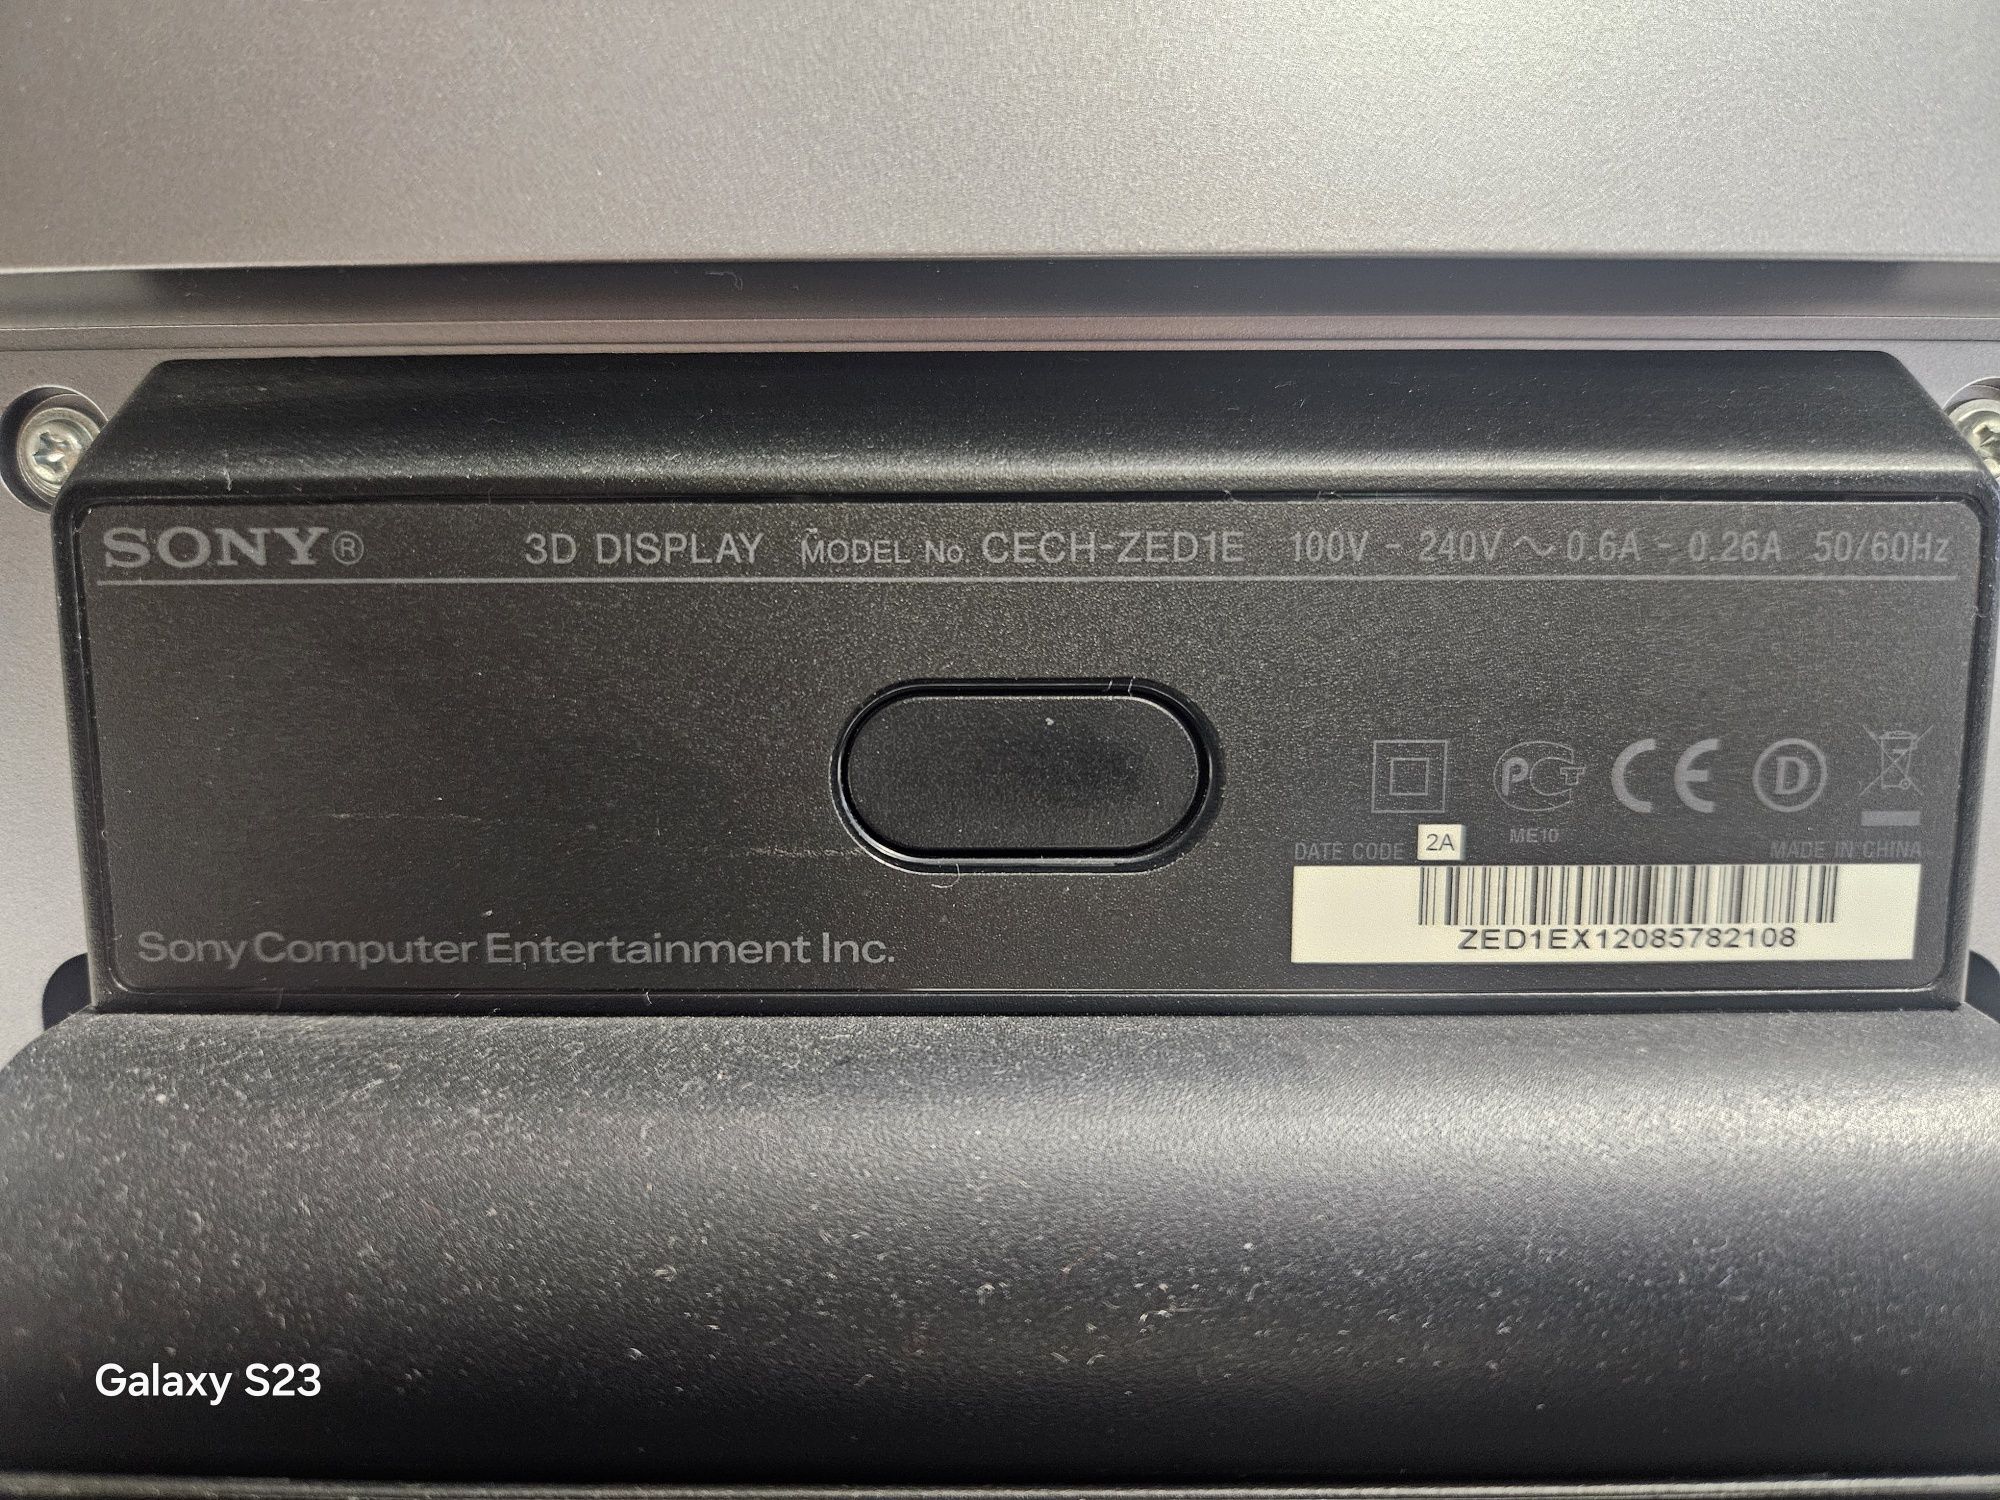 SONY® 3D DISPLAY MODEL No. CECH-ZED1E 100V - 240V ~ 0.6A - 0.26A 50/60Hz
PCT CE D
ME10
DATE CODE 2A MADE IN CHINA
ZED1EX12085782108
Sony Computer Entertainment Inc.
Galaxy S23